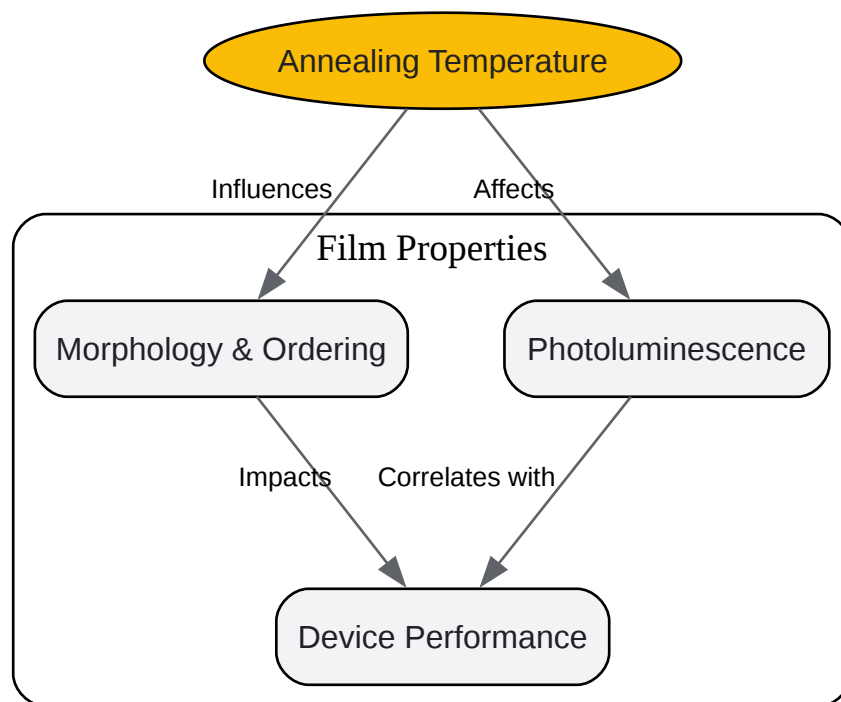 Annealing Temperature
Influences
Affects
Film Properties
Morphology & Ordering
Photoluminescence
Impacts
Correlates with
Device Performance